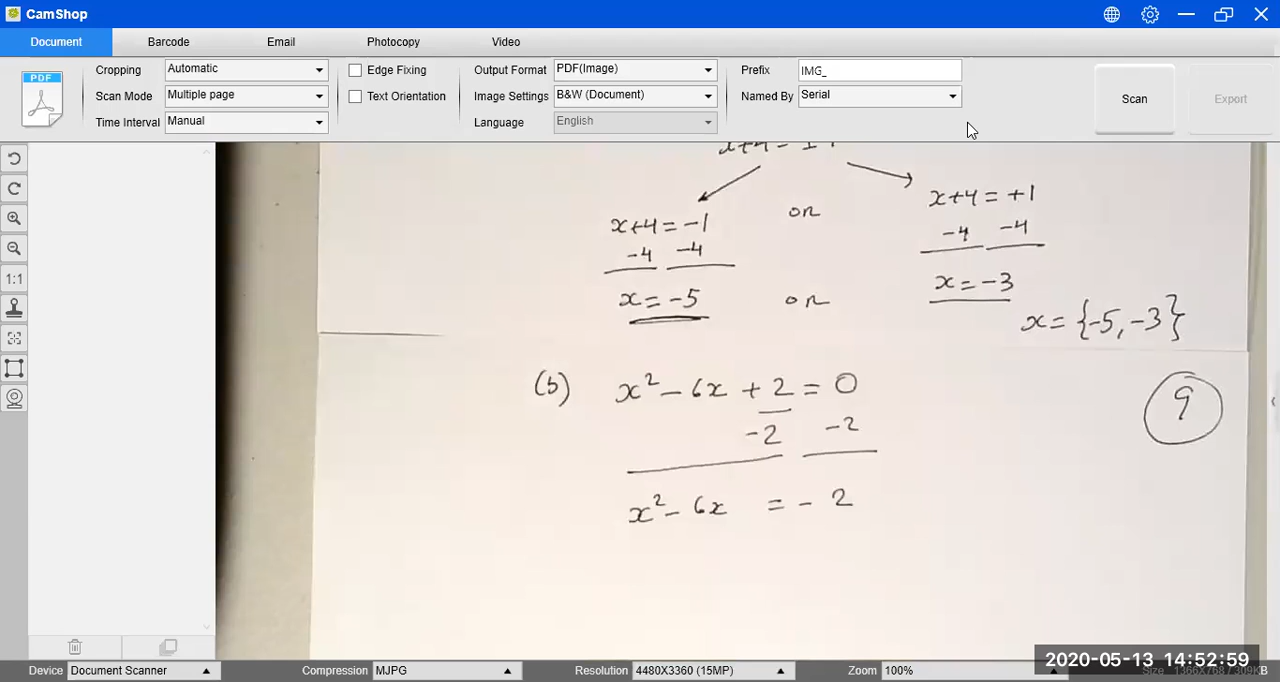 CamShop
Document Barcode Email Photocopy Video
Cropping Automatic Edge Fixing Output Format PDF(Image) Prefix IMG_
PDF Scan Mode Multiple page Text Orientation Image Settings B&W (Document) Named By Serial Scan Export
Time Interval Manual Language English
x+4 = -1 or x+4 = +1
-4 -4 -4 -4
x = -5 or x = -3
x = {-5, -3}
(b) x² - 6x + 2 = 0 9
-2 -2
x² - 6x = - 2
1:1
2020-05-13 14:52:59
Device Document Scanner Compression MJPG Resolution 4480X3360 (15MP) Zoom 100%